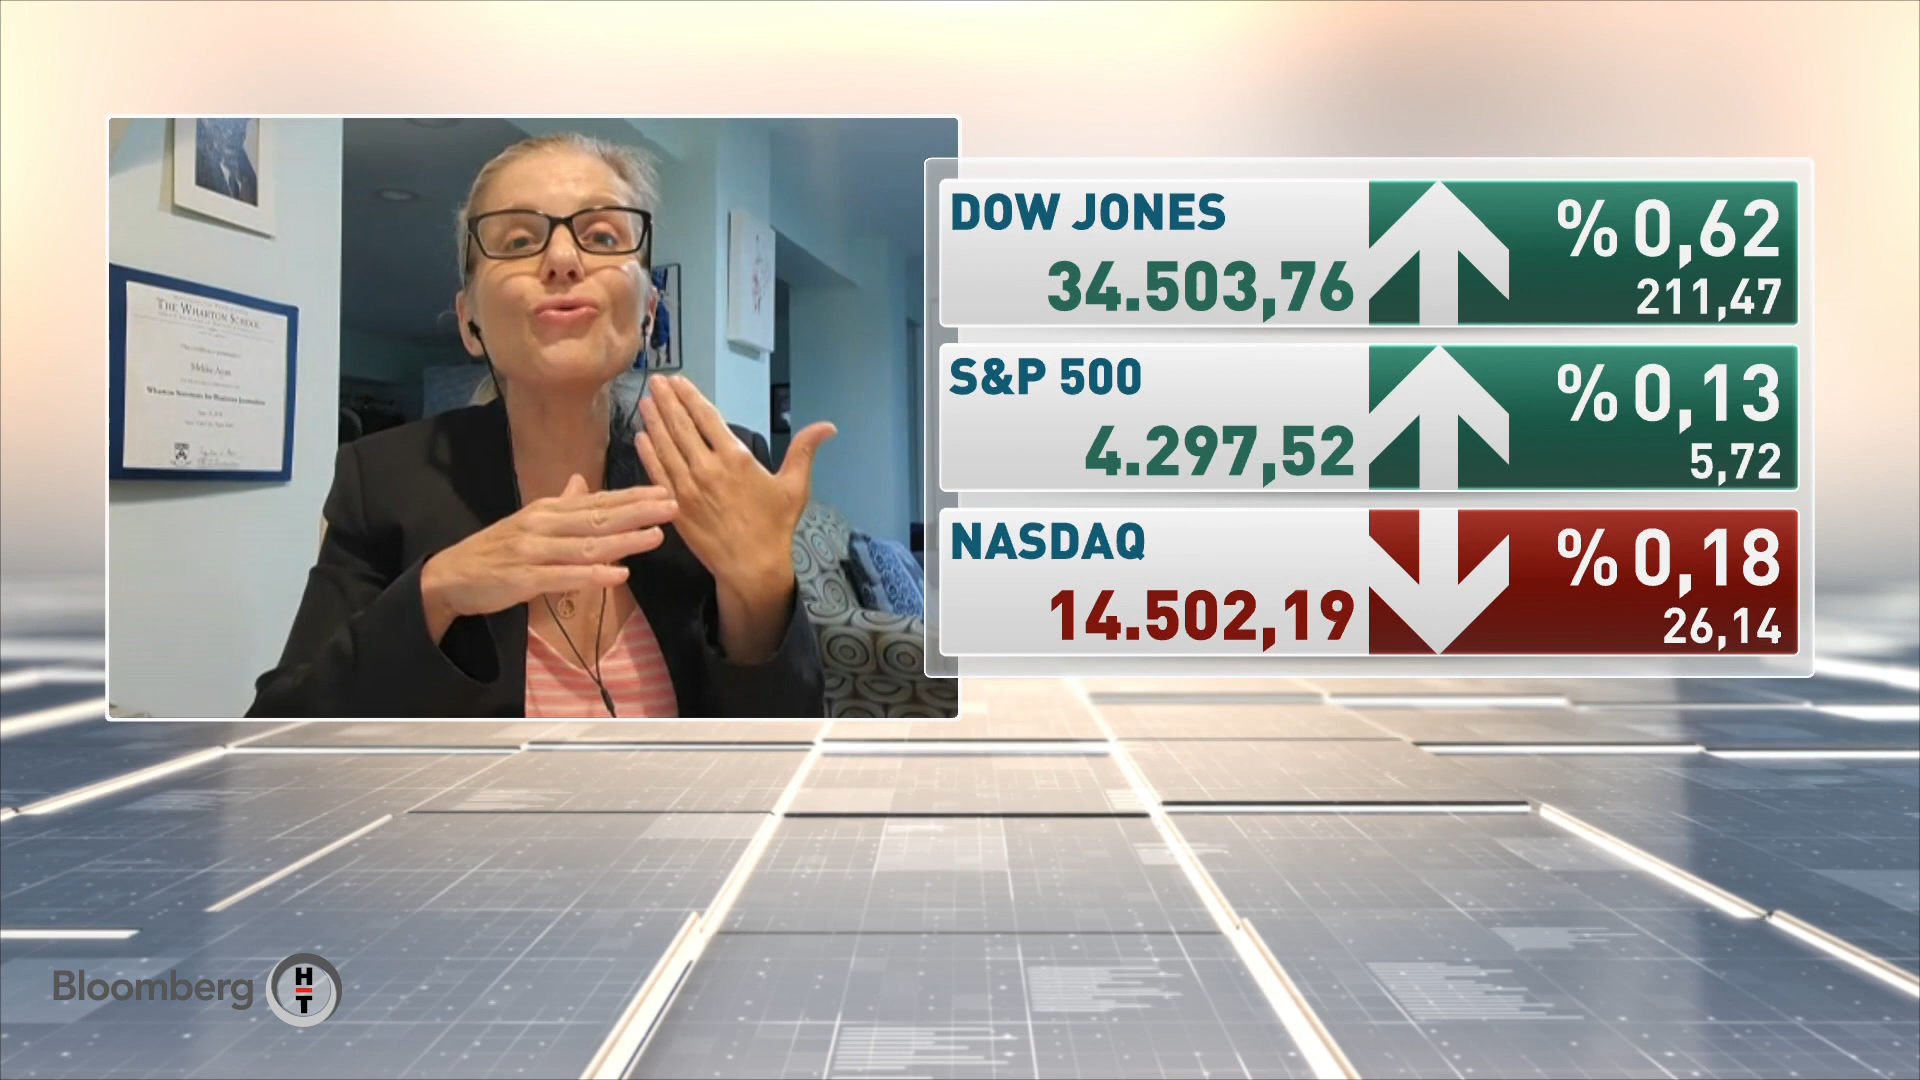 THE WHARTON SCHOOL
DOW JONES
34.503,76
% 0,62
211,47
S&P 500
4.297,52
% 0,13
5,72
NASDAQ
14.502,19
% 0,18
26,14
Bloomberg HT